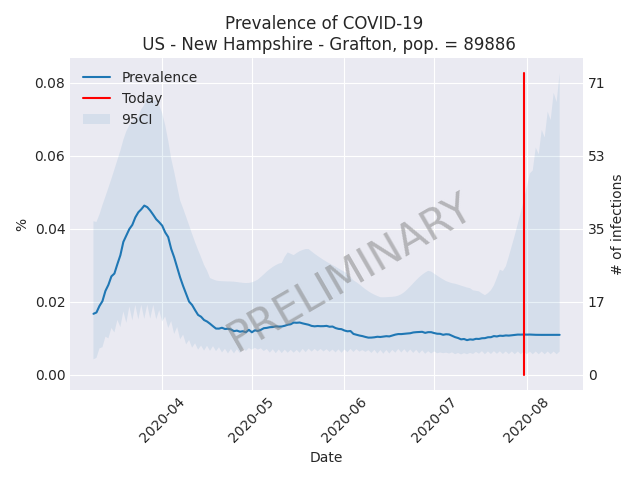 Prevalence of COVID-19
US - New Hampshire - Grafton, pop. = 89886
Prevalence
Today
95CI
0.08
0.06
0.04
0.02
0.00
%
71
53
35
17
0
# of infections
PRELIMINARY
2020-04
2020-05
2020-06
2020-07
2020-08
Date